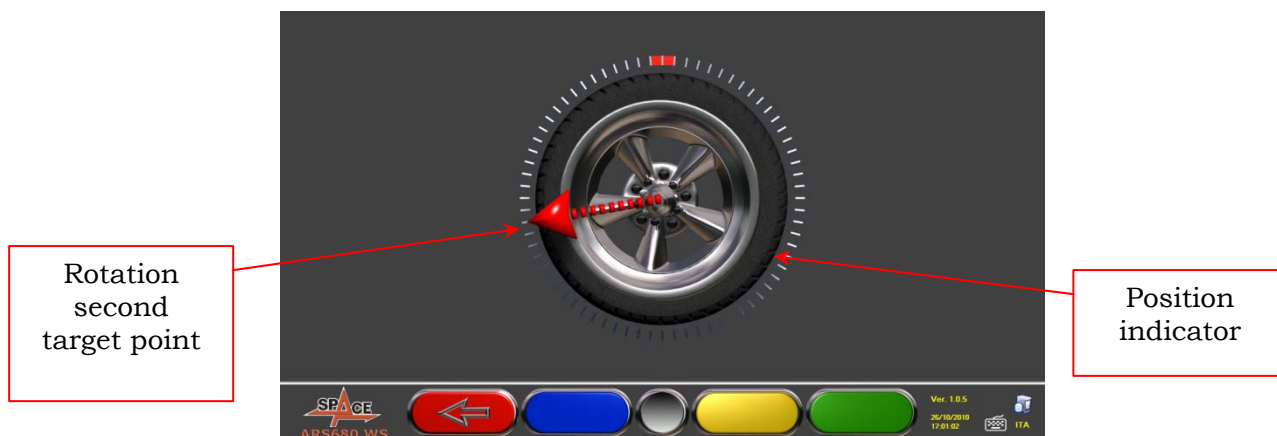 Rotation
second
target point
Position
indicator
SPACE
ARS680 WS
Ver. 1.0.5
26/10/2010
17:01:02
ITA